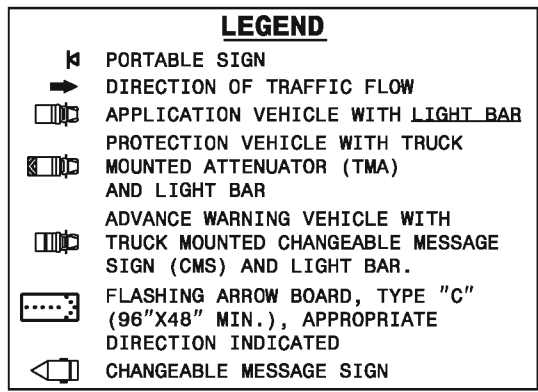 LEGEND
PORTABLE SIGN
DIRECTION OF TRAFFIC FLOW
APPLICATION VEHICLE WITH LIGHT BAR
PROTECTION VEHICLE WITH TRUCK
MOUNTED ATTENUATOR (TMA)
AND LIGHT BAR
ADVANCE WARNING VEHICLE WITH
TRUCK MOUNTED CHANGEABLE MESSAGE
SIGN (CMS) AND LIGHT BAR.
FLASHING ARROW BOARD, TYPE "C"
(96"X48" MIN.), APPROPRIATE
DIRECTION INDICATED
CHANGEABLE MESSAGE SIGN